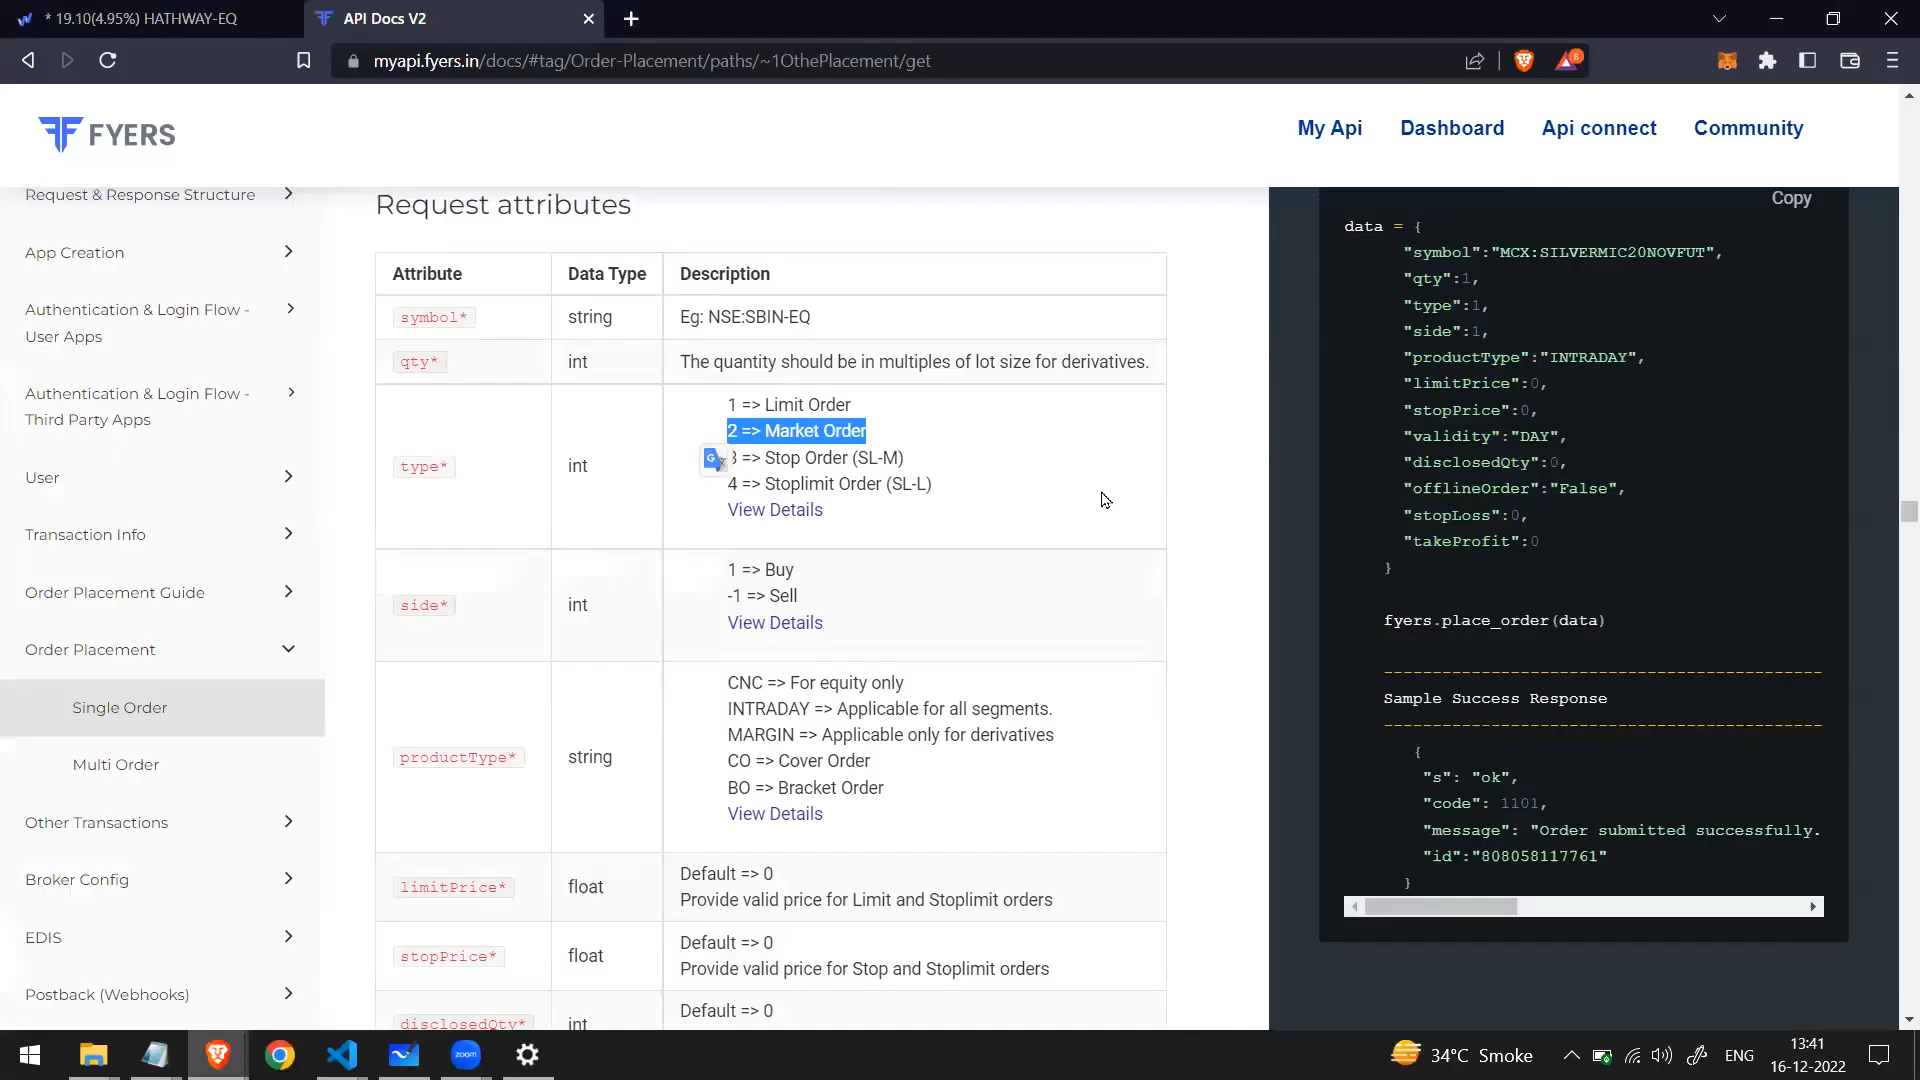 * 19.10(4.95%) HATHWAY-EQ
API Docs V2
myapi.fyers.in/docs/#tag/Order-Placement/paths/~1OthePlacement/get
8
FYERS
My Api
Dashboard
Api connect
Community
Request & Response Structure
App Creation
Authentication & Login Flow -
User Apps
Authentication & Login Flow -
Third Party Apps
User
Transaction Info
Order Placement Guide
Order Placement
Single Order
Multi Order
Other Transactions
Broker Config
EDIS
Postback (Webhooks)
Request attributes
Attribute Data Type Description
symbol* string Eg: NSE:SBIN-EQ
qty* int The quantity should be in multiples of lot size for derivatives.
type* int
1 => Limit Order
2 => Market Order
3 => Stop Order (SL-M)
4 => Stoplimit Order (SL-L)
View Details
side* int
1 => Buy
-1 => Sell
View Details
productType* string
CNC => For equity only
INTRADAY => Applicable for all segments.
MARGIN => Applicable only for derivatives
CO => Cover Order
BO => Bracket Order
View Details
limitPrice* float
Default => 0
Provide valid price for Limit and Stoplimit orders
stopPrice* float
Default => 0
Provide valid price for Stop and Stoplimit orders
disclosedQty* int
Default => 0
Copy
data = {
"symbol":"MCX:SILVERMIC20NOVFUT",
"qty":1,
"type":1,
"side":1,
"productType":"INTRADAY",
"limitPrice":0,
"stopPrice":0,
"validity":"DAY",
"disclosedQty":0,
"offlineOrder":"False",
"stopLoss":0,
"takeProfit":0
}
fyers.place_order(data)
---------------------------------------------
Sample Success Response
---------------------------------------------
{
"s": "ok",
"code": 1101,
"message": "Order submitted successfully.
"id":"808058117761"
}
zoom
34°C Smoke
ENG
13:41
16-12-2022